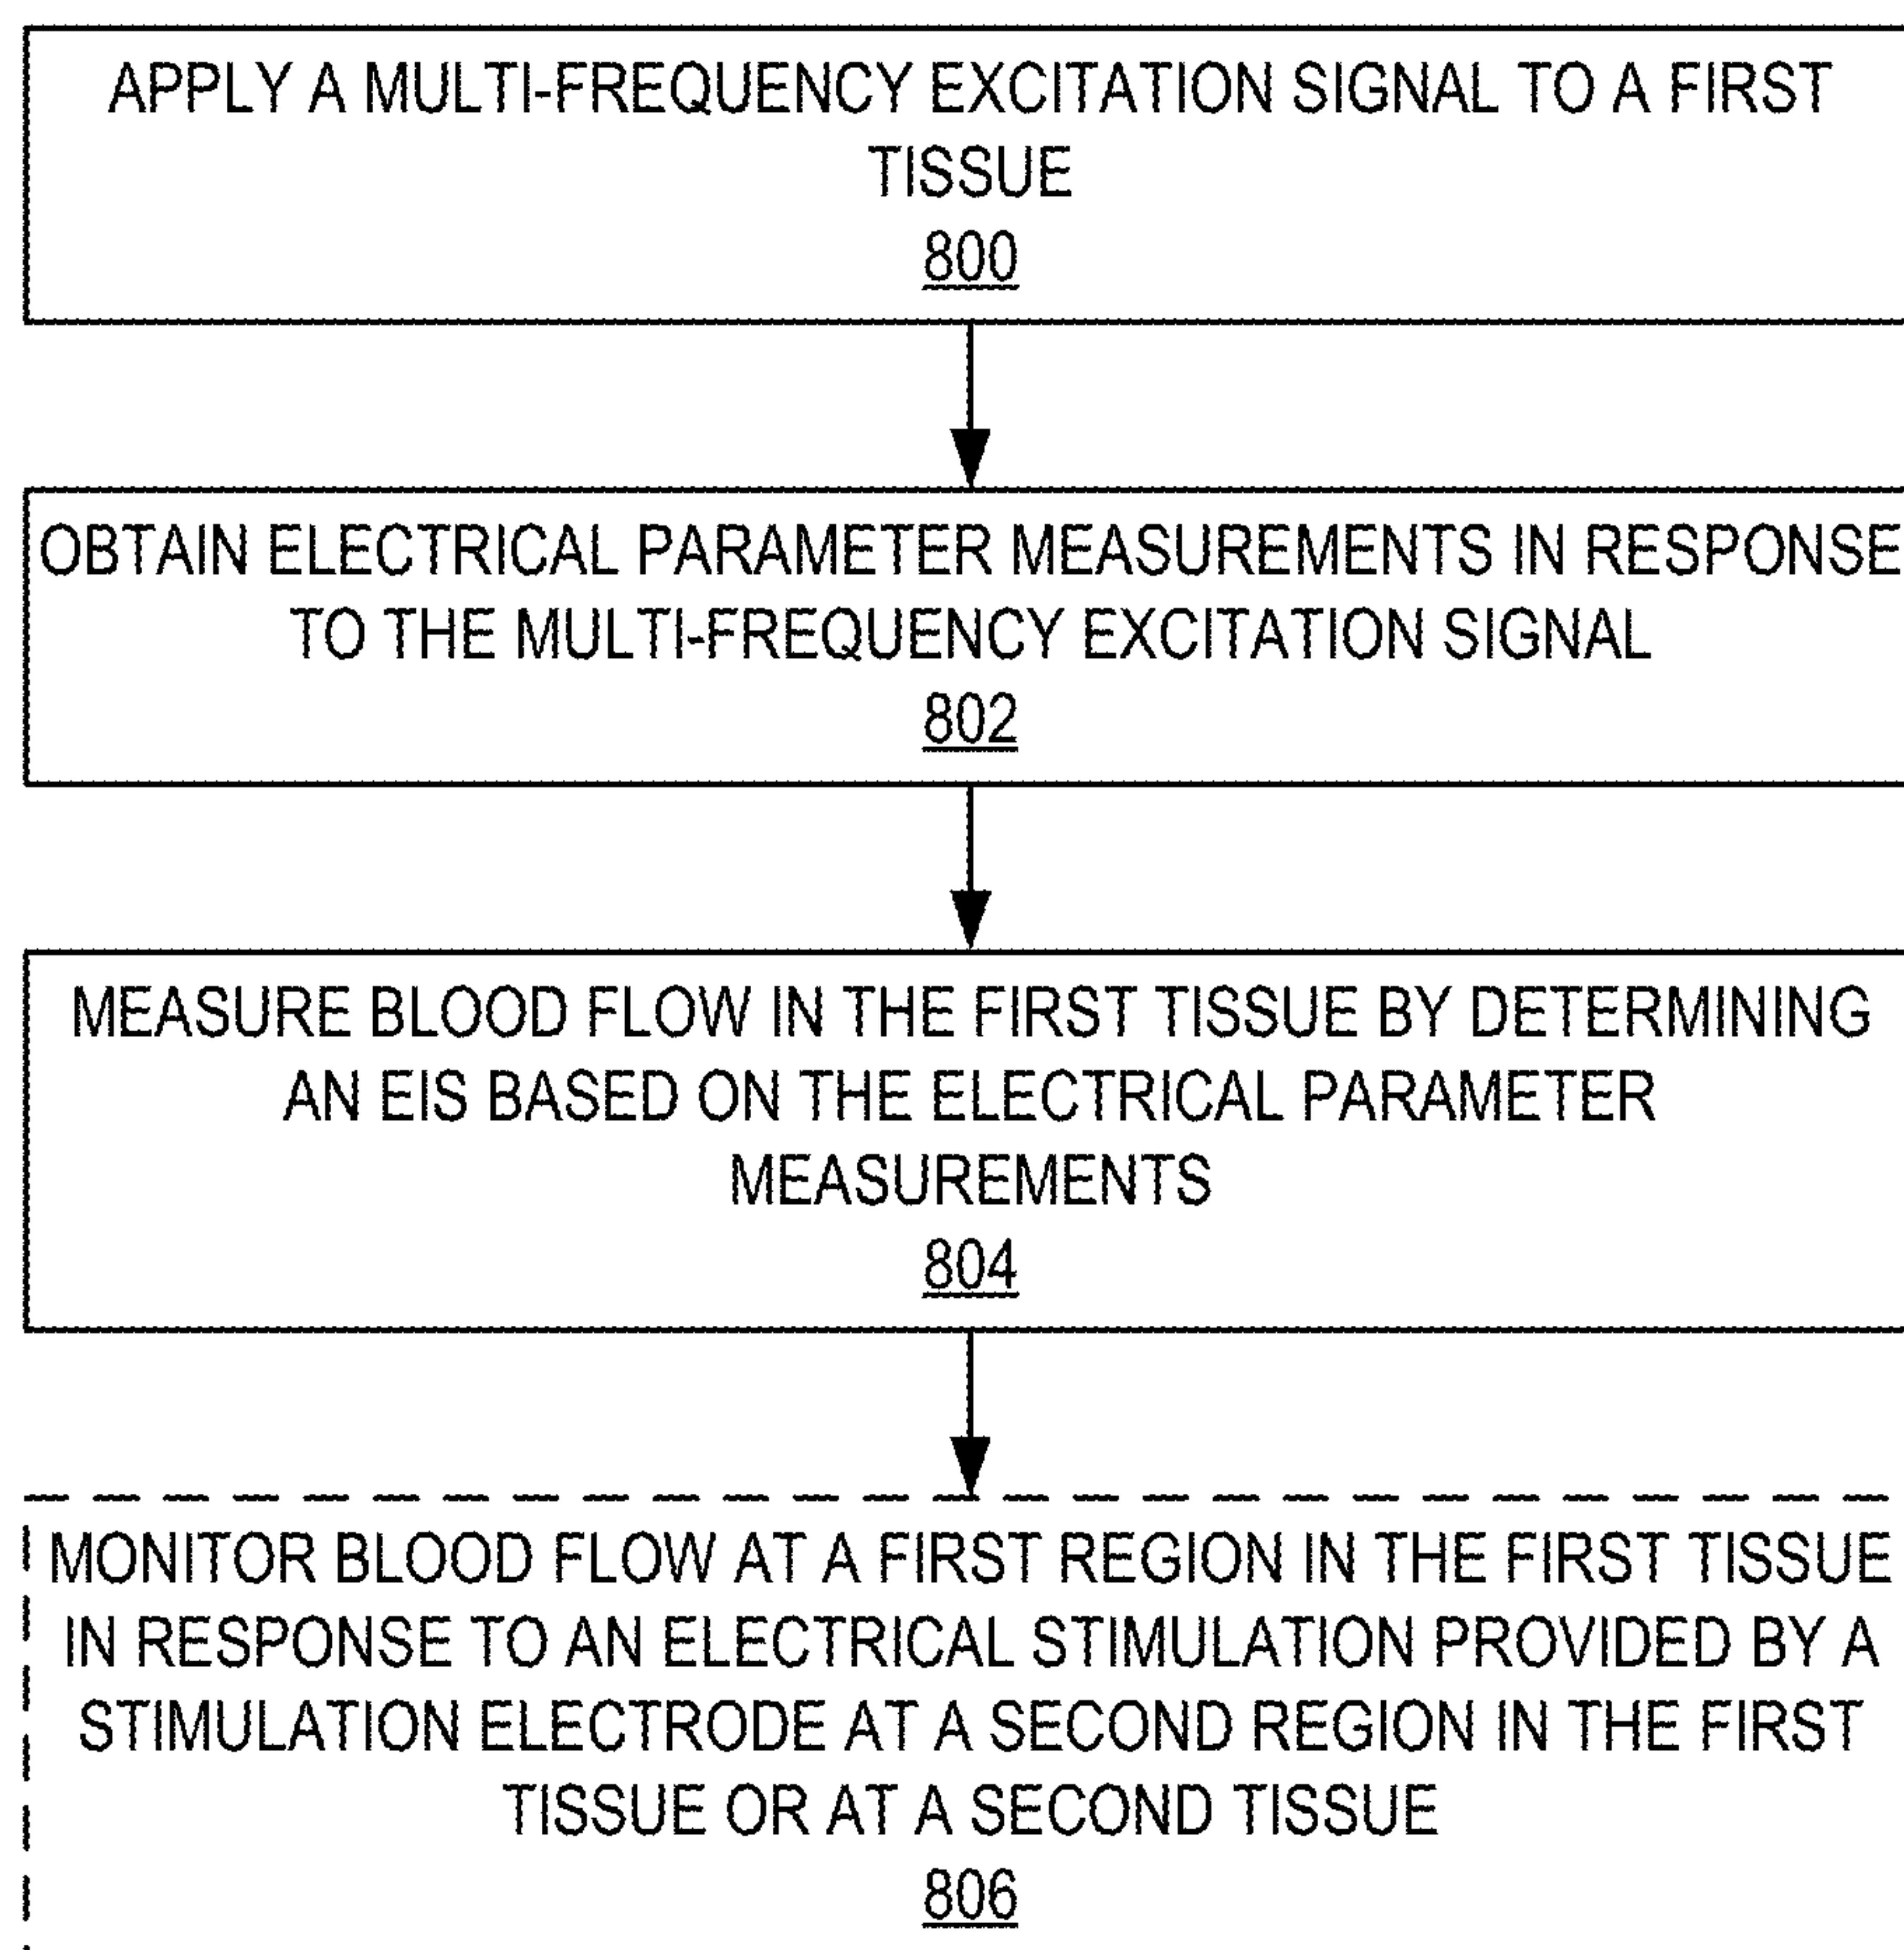 APPLY A MULTI-FREQUENCY EXCITATION SIGNAL TO A FIRST
TISSUE
800
OBTAIN ELECTRICAL PARAMETER MEASUREMENTS IN RESPONSE
TO THE MULTI-FREQUENCY EXCITATION SIGNAL
802
MEASURE BLOOD FLOW IN THE FIRST TISSUE BY DETERMINING
AN EIS BASED ON THE ELECTRICAL PARAMETER
MEASUREMENTS
804
MONITOR BLOOD FLOW AT A FIRST REGION IN THE FIRST TISSUE
IN RESPONSE TO AN ELECTRICAL STIMULATION PROVIDED BY A
STIMULATION ELECTRODE AT A SECOND REGION IN THE FIRST
TISSUE OR AT A SECOND TISSUE
806